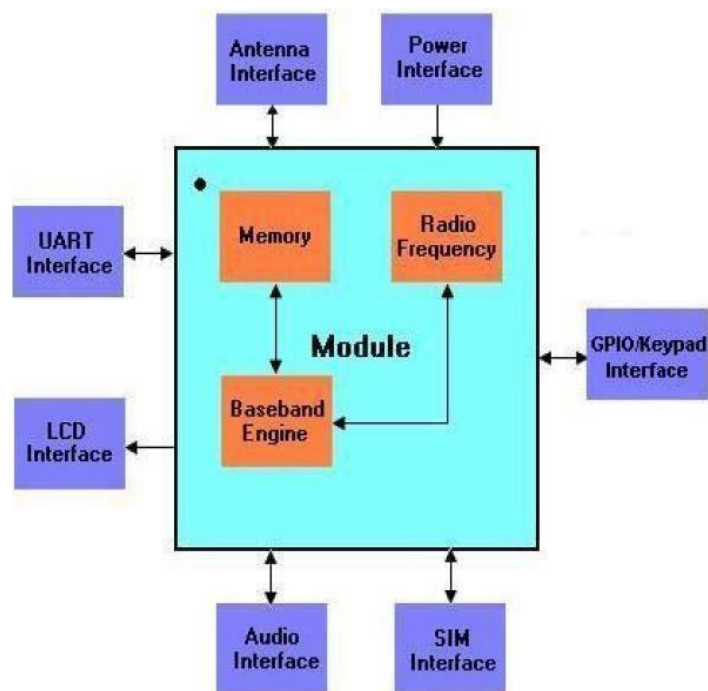 Antenna
Interface
Power
Interface
UART
Interface
Memory
Radio
Frequency
Module
GPIO/Keypad
Interface
LCD
Interface
Baseband
Engine
Audio
Interface
SIM
Interface